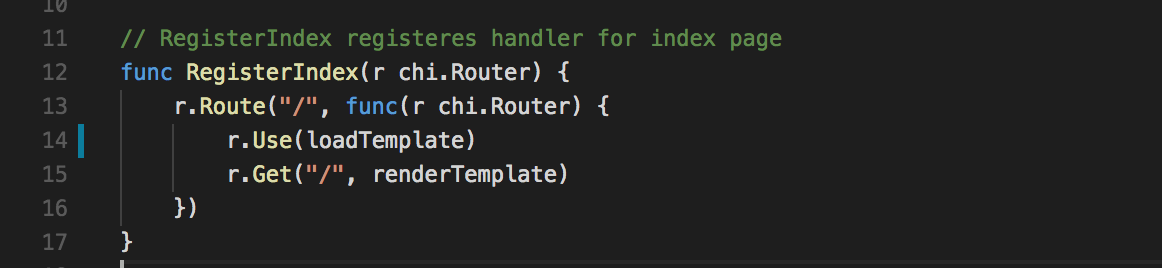 10
11 // RegisterIndex registeres handler for index page
12 func RegisterIndex(r chi.Router) {
13 r.Route("/", func(r chi.Router) {
14 r.Use(loadTemplate)
15 r.Get("/", renderTemplate)
16 })
17 }